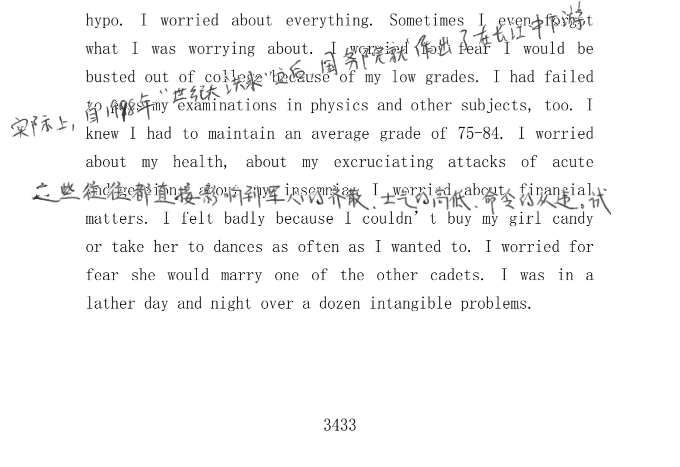 hypo. I worried about everything. Sometimes I even forgot
what I was worrying about. I worried for fear I would be
busted out of college because of my low grades. I had failed
to pass my examinations in physics and other subjects, too. I
knew I had to maintain an average grade of 75-84. I worried
about my health, about my excruciating attacks of acute
indigestion, about my insomnia. I worried about financial
matters. I felt badly because I couldn't buy my girl candy
or take her to dances as often as I wanted to. I worried for
fear she would marry one of the other cadets. I was in a
lather day and night over a dozen intangible problems.
实际上，自1998年“世纪大洪水”后，国务院就作出了在长江中下游
这些往往都直接影响到军心的齐散、士气的高低、命令的从违。试
3433